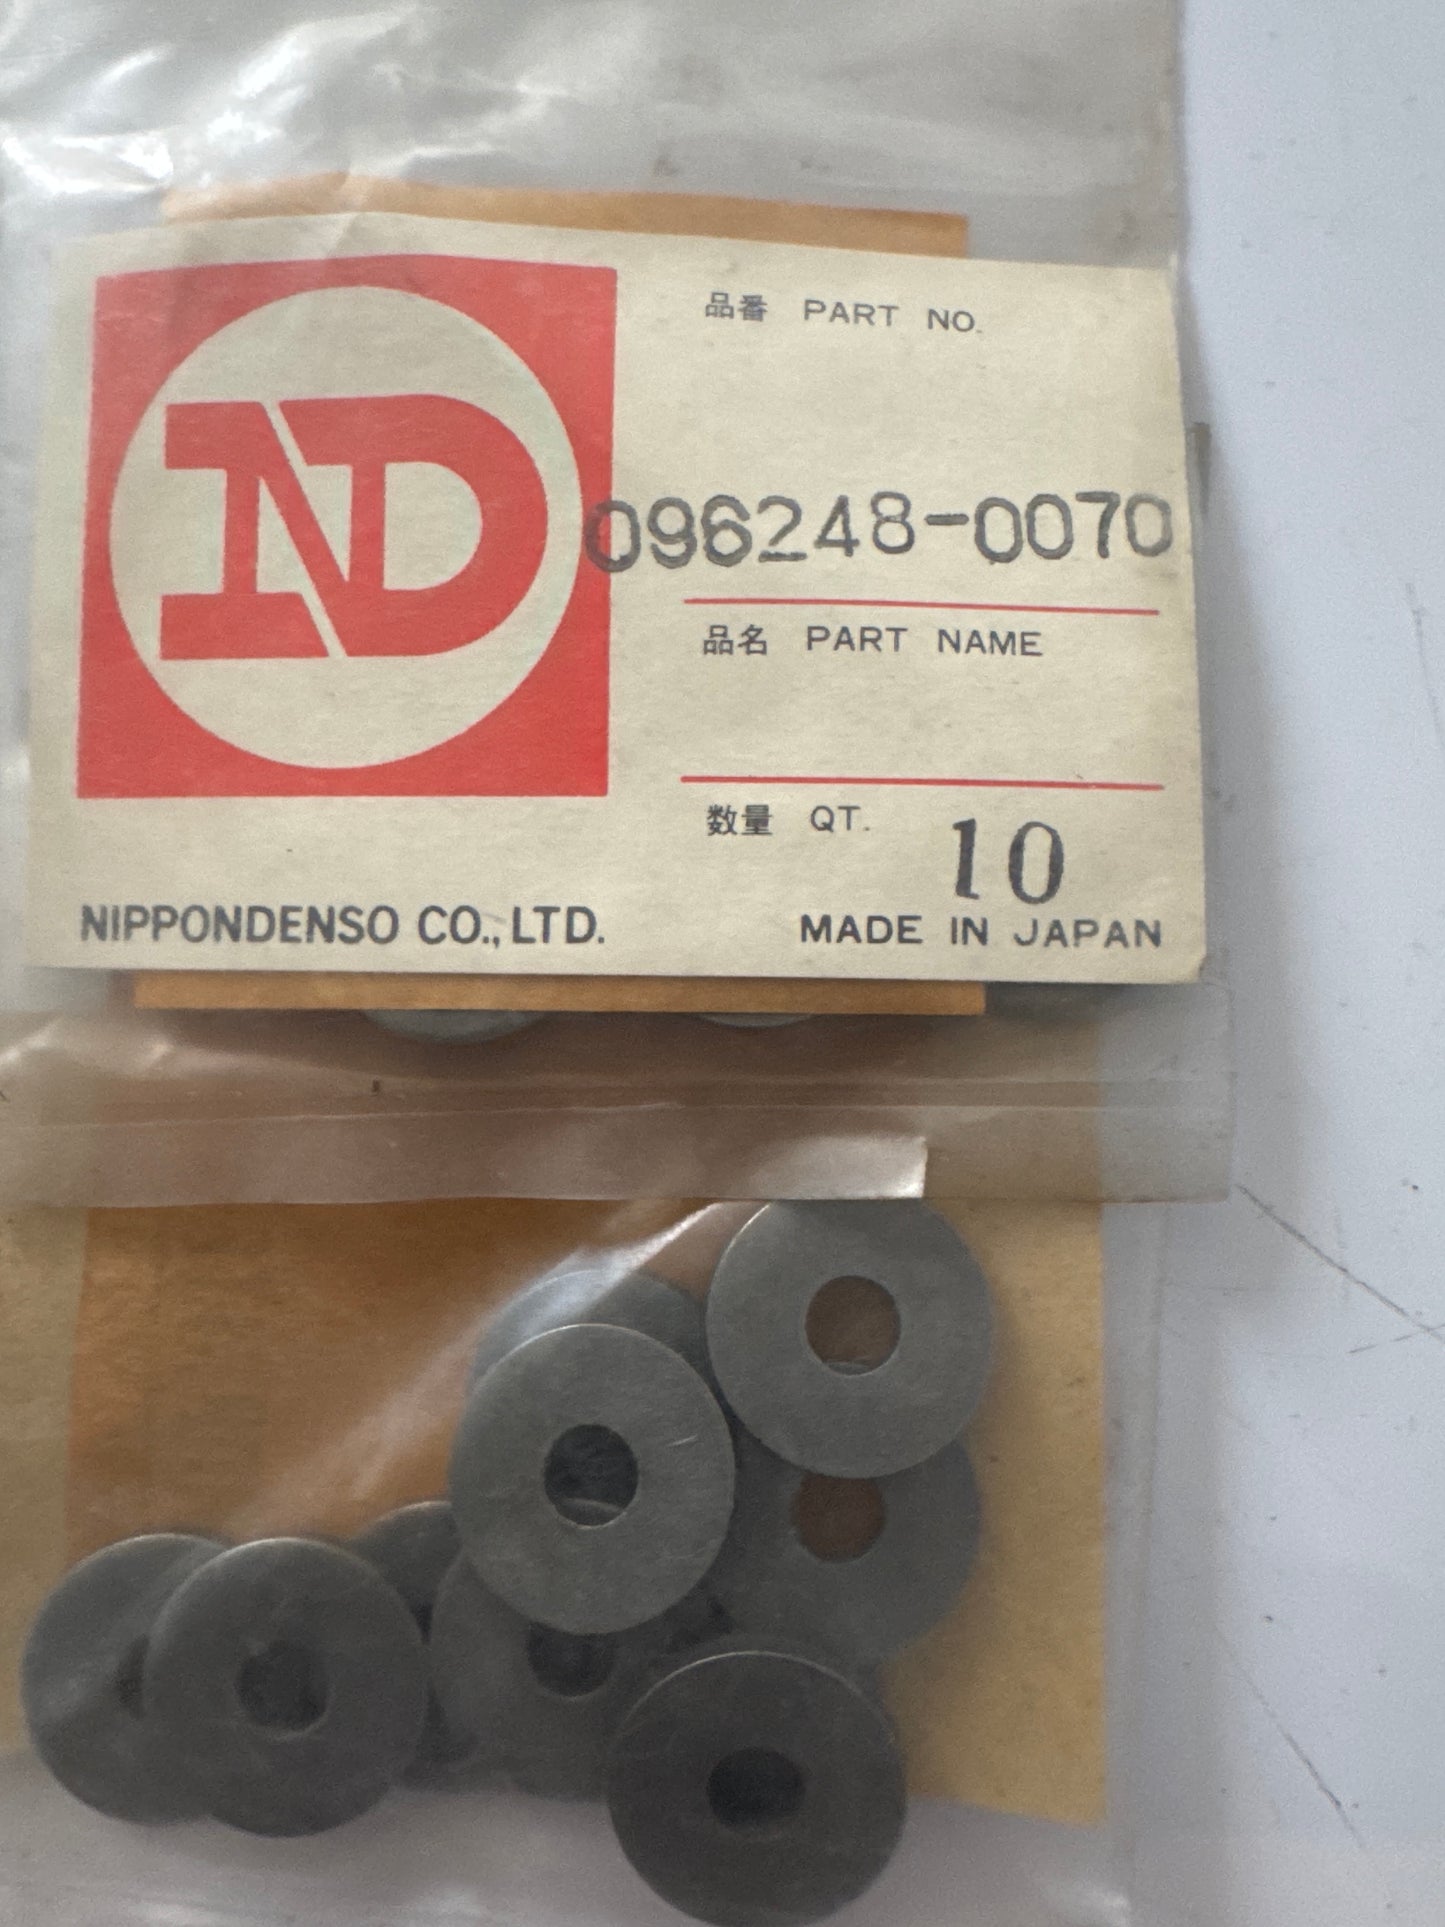 品番 PART NO.
ND
096248-0070
品名 PART NAME
数量 QT. 10
NIPPONDENSO CO., LTD. MADE IN JAPAN